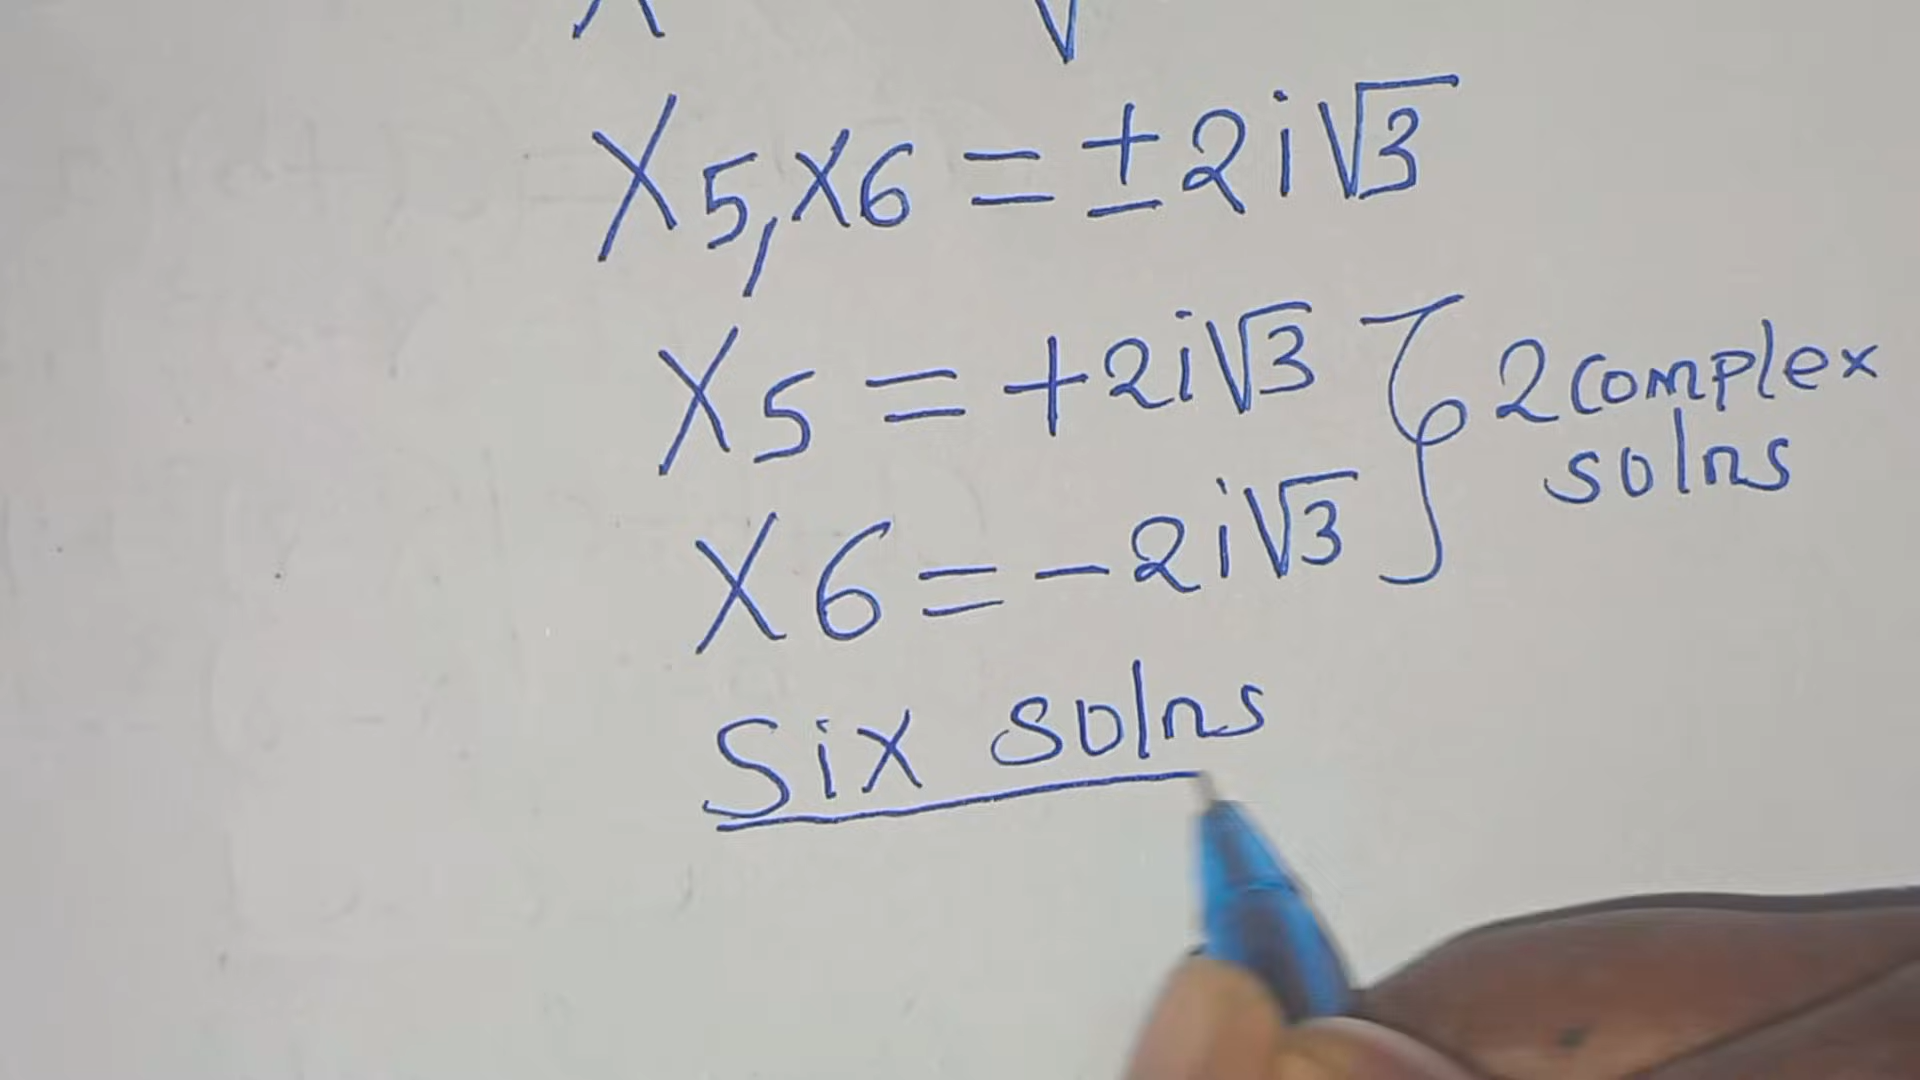 X5,x6 = ±2i√3
X5 = +2i√3
2complex
solns
X6 = -2i√3
Six solns